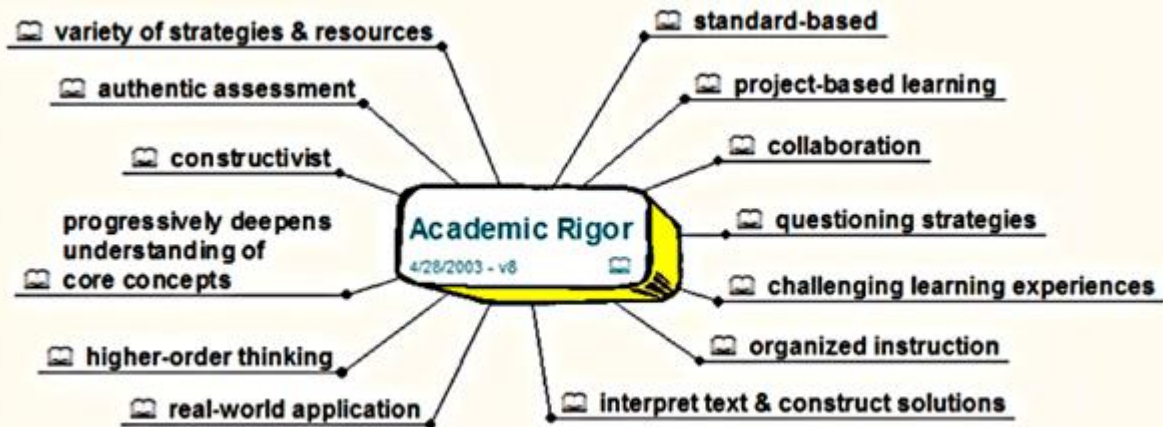 variety of strategies & resources
standard-based
authentic assessment
project-based learning
constructivist
collaboration
progressively deepens
understanding of
core concepts
Academic Rigor
4/28/2003 - v8
questioning strategies
challenging learning experiences
higher-order thinking
organized instruction
real-world application
interpret text & construct solutions